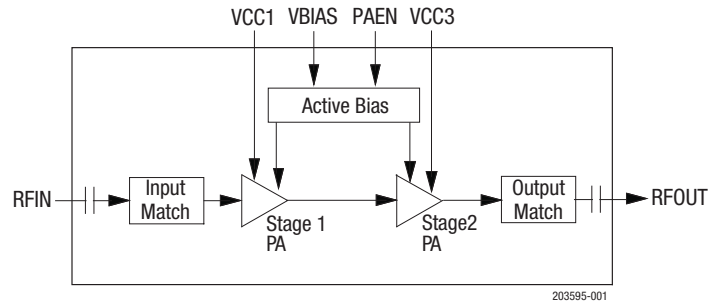 VCC1 VBIAS PAEN VCC3
Active Bias
RFIN
Input
Match
Stage 1
PA
Stage2
PA
Output
Match
RFOUT
203595-001